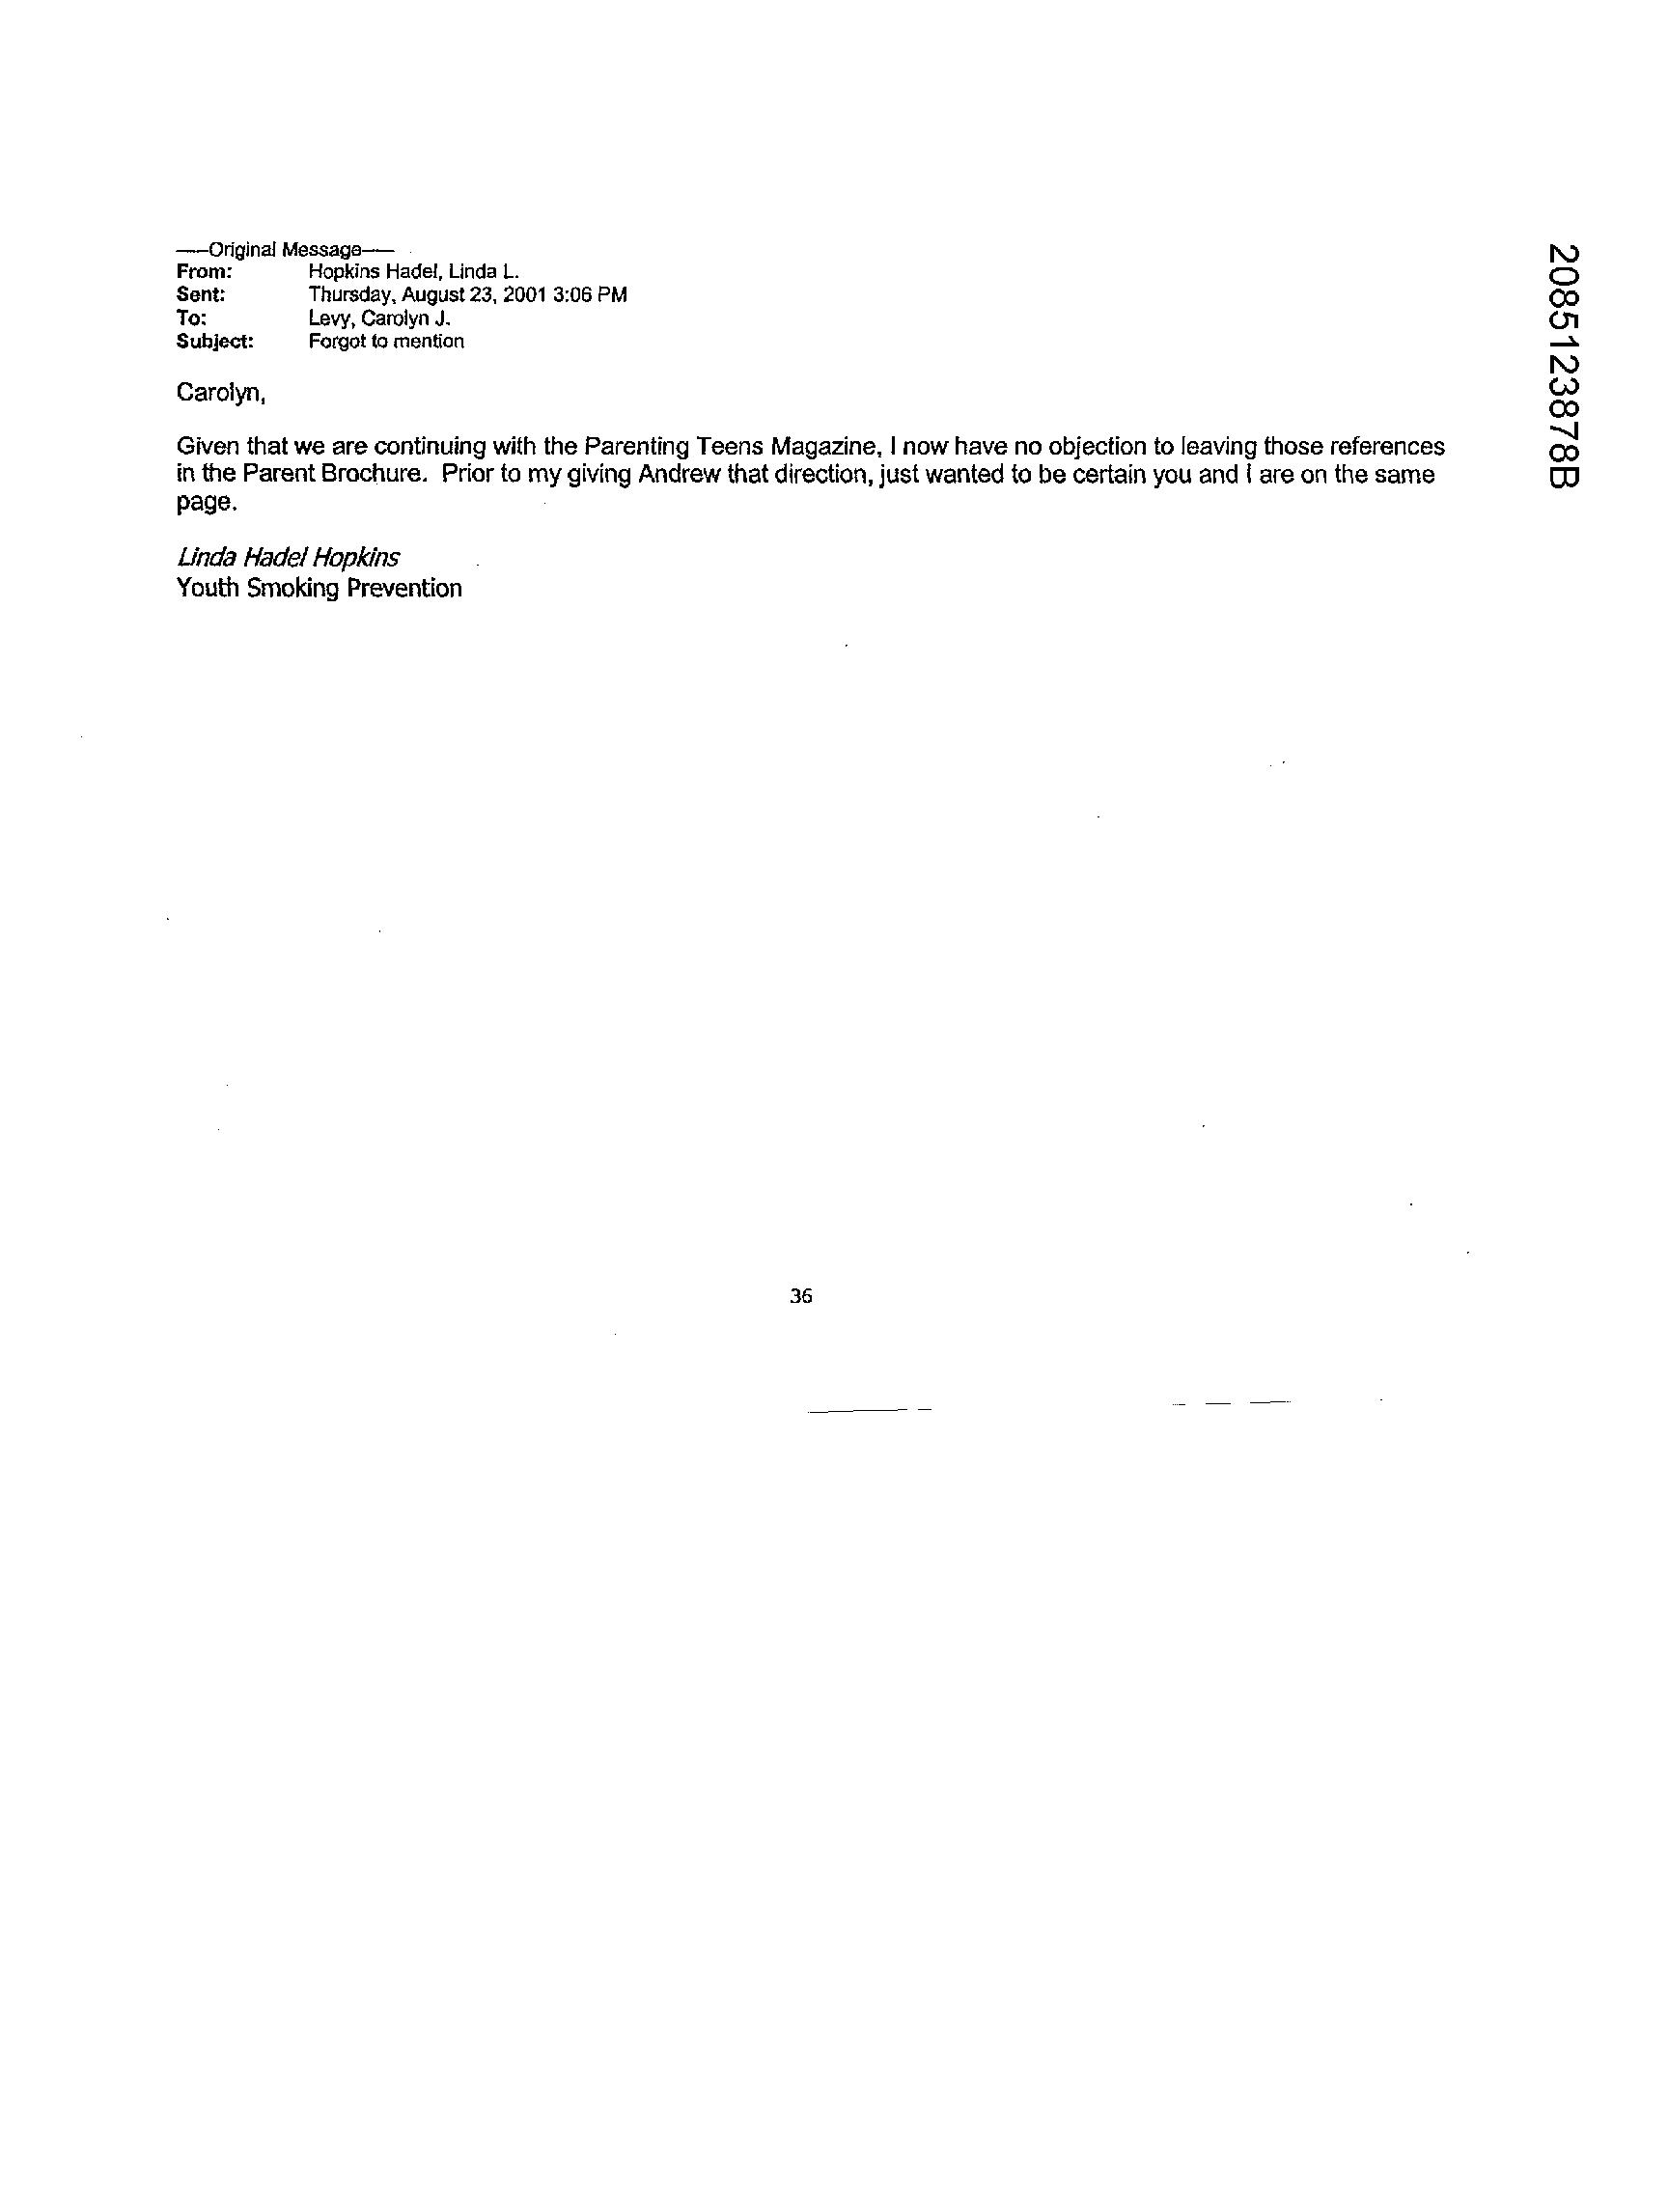 -----Original Message-----
From: Hopkins Hadel, Linda L.
Sent: Thursday, August 23, 2001 3:06 PM
To: Levy, Carolyn J.
Subject: Forgot to mention
Carolyn,
Given that we are continuing with the Parenting Teens Magazine, I now have no objection to leaving those references
in the Parent Brochure. Prior to my giving Andrew that direction, just wanted to be certain you and I are on the same
page.
Linda Hadel Hopkins
Youth Smoking Prevention
36
2085123878B